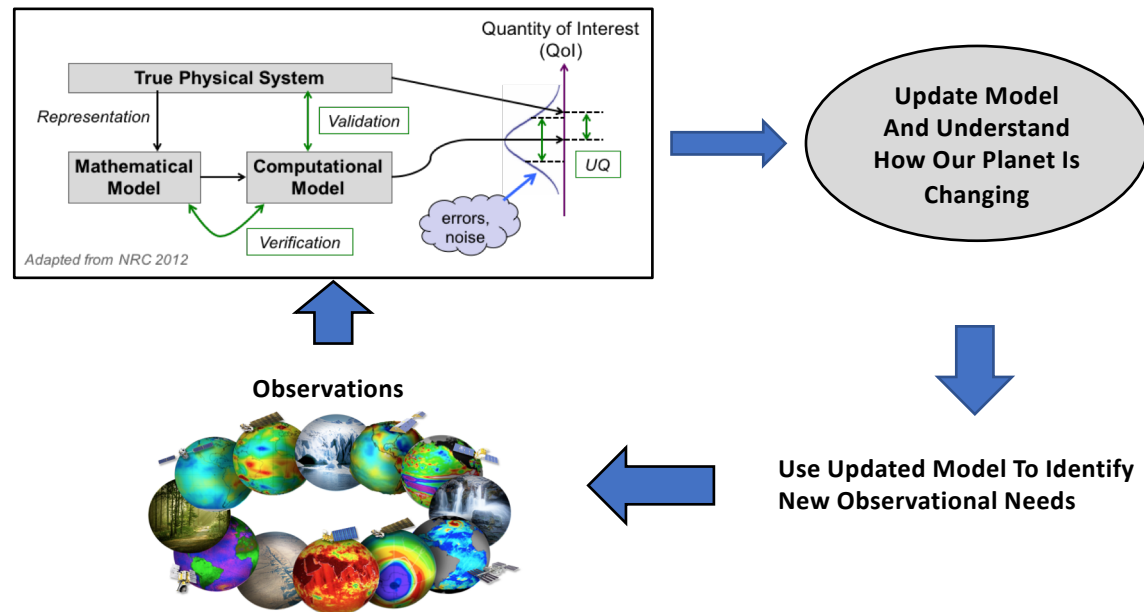 Quantity of Interest
(QoI)
True Physical System
Representation
Validation
Mathematical
Model
Computational
Model
UQ
errors,
noise
Verification
Adapted from NRC 2012
Update Model
And Understand
How Our Planet Is
Changing
Observations
Use Updated Model To Identify
New Observational Needs